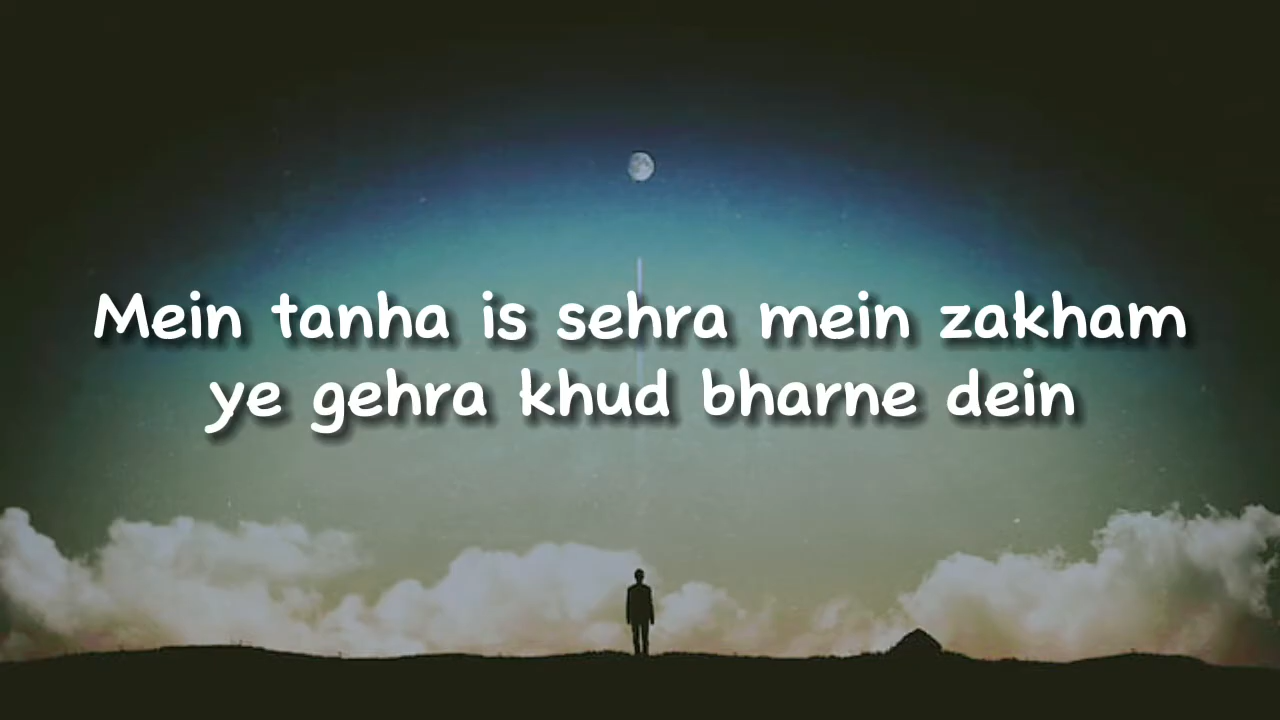 Mein tanha is sehra mein zakham
ye gehra khud bharne dein